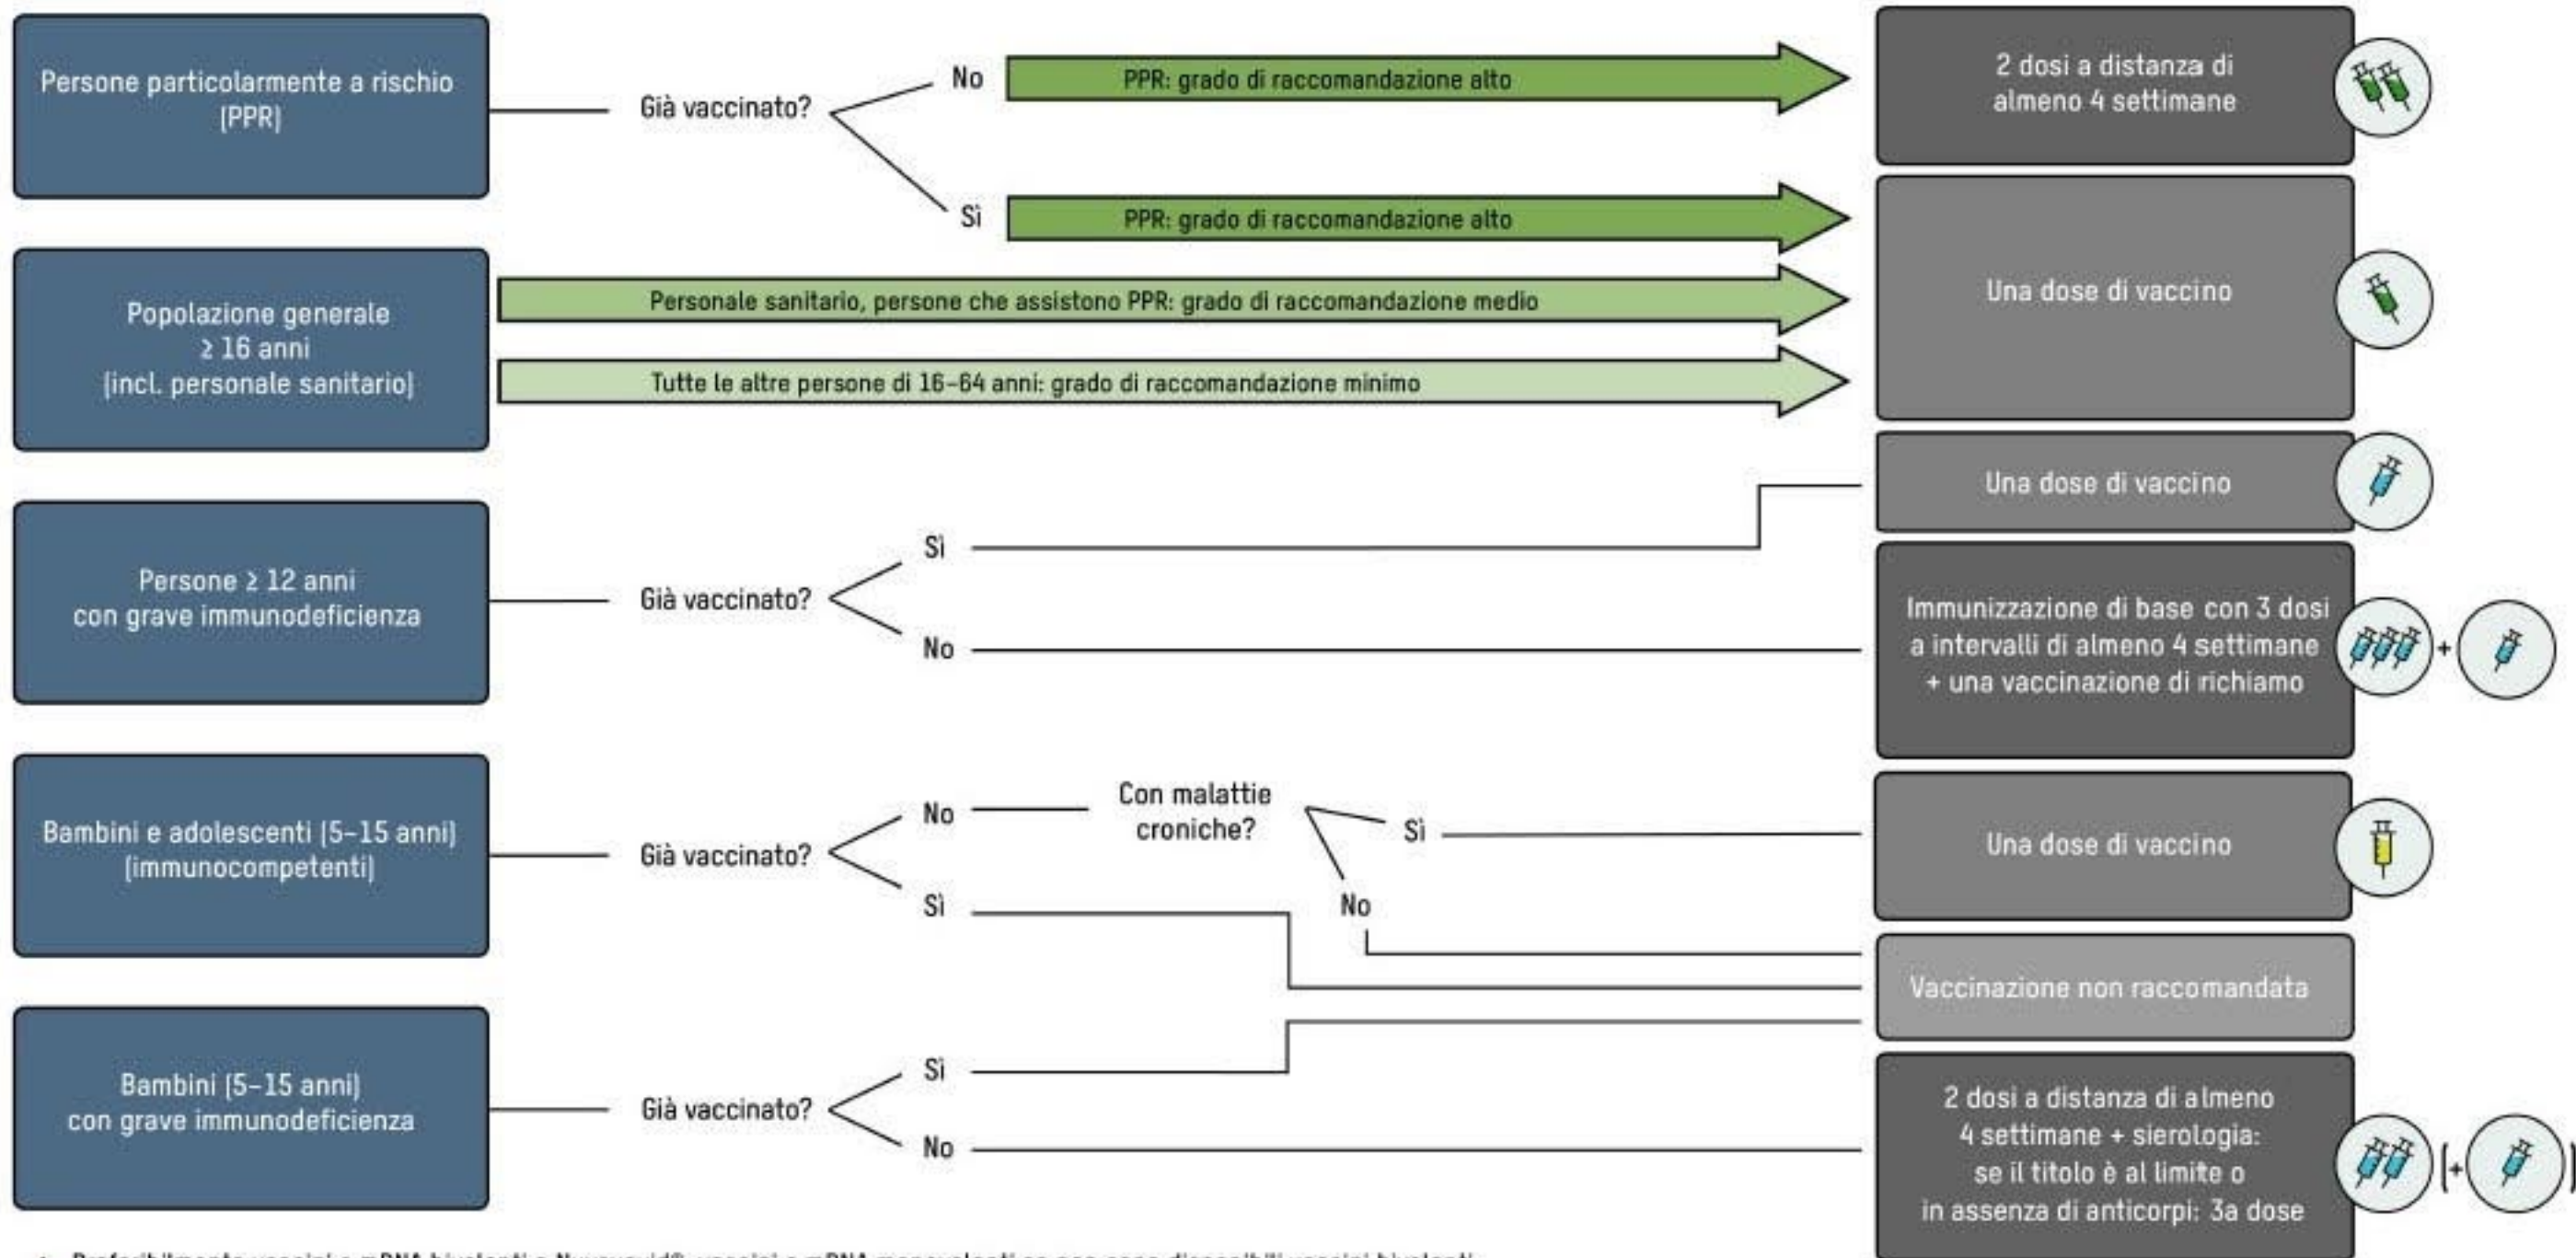 Persone particolarmente a rischio
(PPR)
Già vaccinato?
No
PPR: grado di raccomandazione alto
2 dosi a distanza di
almeno 4 settimane
Sì
PPR: grado di raccomandazione alto
Una dose di vaccino
Popolazione generale
≥ 16 anni
(incl. personale sanitario)
Personale sanitario, persone che assistono PPR: grado di raccomandazione medio
Tutte le altre persone di 16–64 anni: grado di raccomandazione minimo
Persone ≥ 12 anni
con grave immunodeficienza
Già vaccinato?
Sì
Una dose di vaccino
No
Immunizzazione di base con 3 dosi
a intervalli di almeno 4 settimane
+ una vaccinazione di richiamo
+
Bambini e adolescenti (5–15 anni)
(immunocompetenti)
Già vaccinato?
No
Con malattie
croniche?
Sì
Una dose di vaccino
No
Sì
Vaccinazione non raccomandata
Bambini (5–15 anni)
con grave immunodeficienza
Già vaccinato?
Sì
No
2 dosi a distanza di almeno
4 settimane + sierologia:
se il titolo è al limite o
in assenza di anticorpi: 3a dose
(+ )